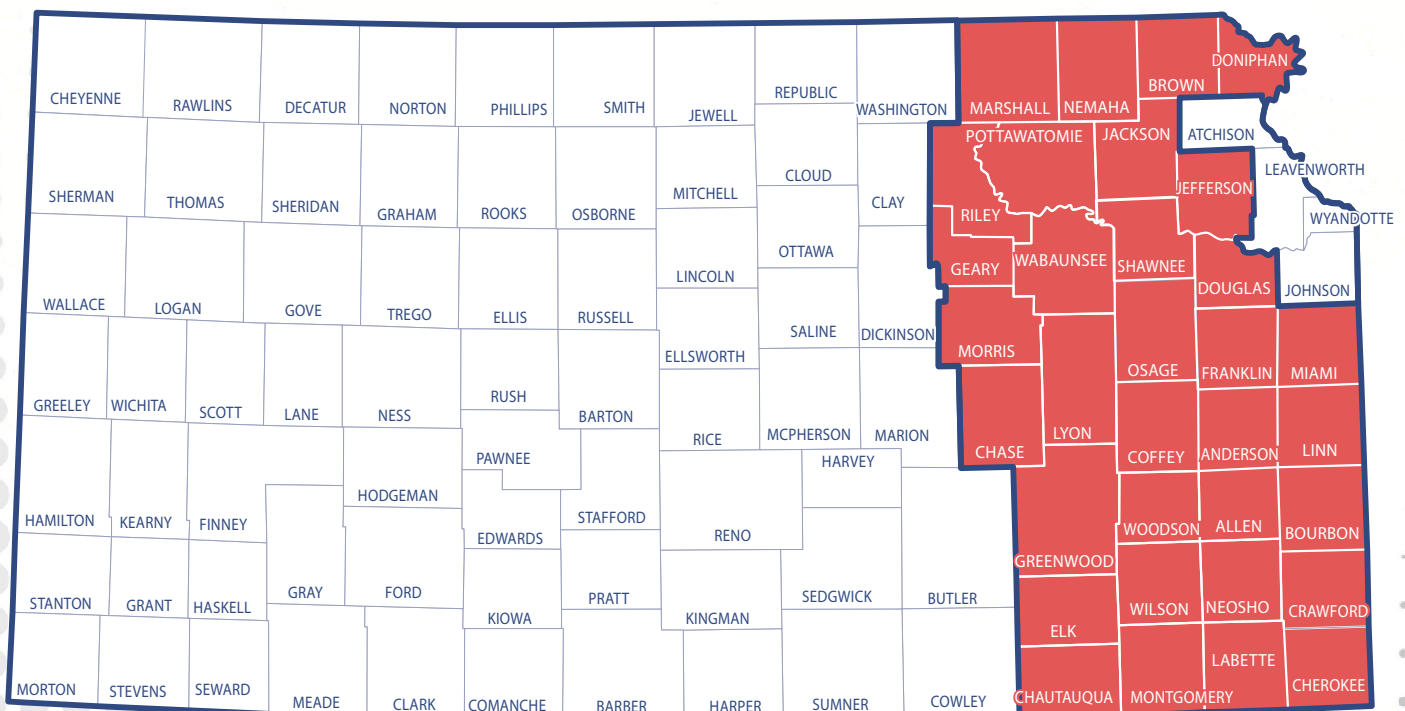 CHEYENNE
RAWLINS
DECATUR
NORTON
PHILLIPS
SMITH
JEWELL
REPUBLIC
WASHINGTON
MARSHALL
NEMAHA
BROWN
DONIPHAN
POTTAWATOMIE
JACKSON
ATCHISON
LEAVENWORTH
SHERMAN
THOMAS
SHERIDAN
GRAHAM
ROOKS
OSBORNE
MITCHELL
CLOUD
CLAY
RILEY
JEFFERSON
WYANDOTTE
WALLACE
LOGAN
GOVE
TREGO
ELLIS
RUSSELL
LINCOLN
OTTAWA
SALINE
DICKINSON
GEARY
WABAUNSEE
SHAWNEE
DOUGLAS
JOHNSON
GREELEY
WICHITA
SCOTT
LANE
NESS
RUSH
BARTON
ELLSWORTH
RICE
MCPHERSON
MARION
MORRIS
CHASE
LYON
OSAGE
FRANKLIN
MIAMI
COFFEY
ANDERSON
LINN
HAMILTON
KEARNY
FINNEY
HODGEMAN
PAWNEE
EDWARDS
STAFFORD
RENO
HARVEY
GREENWOOD
WOODSON
ALLEN
BOURBON
STANTON
GRANT
HASKELL
GRAY
FORD
KIOWA
PRATT
KINGMAN
SEDGWICK
BUTLER
ELK
WILSON
NEOSHO
CRAWFORD
MORTON
STEVENS
SEWARD
MEADE
CLARK
COMANCHE
BARBER
HARPER
SUMNER
COWLEY
CHAUTAUQUA
MONTGOMERY
LABETTE
CHEROKEE